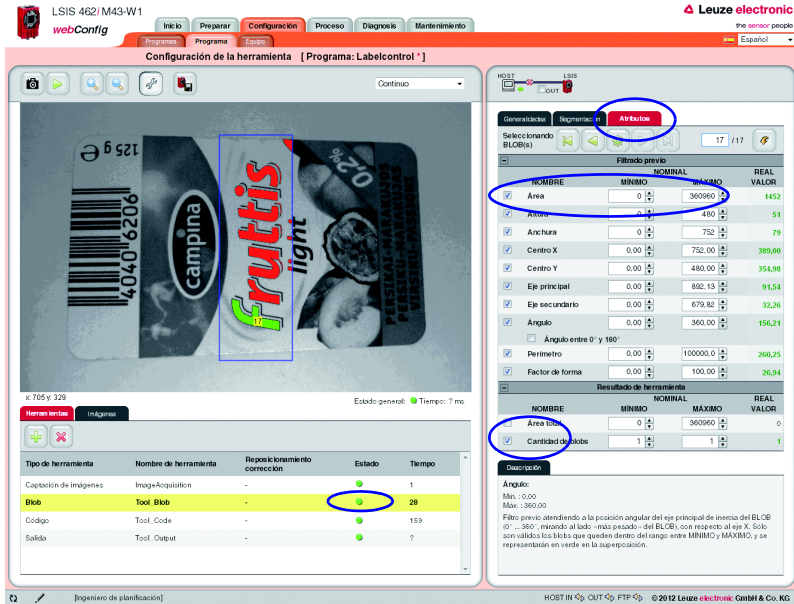 LSIS 462i M43-W1
webConfig
Inicio Preparar Configuración Proceso Diagnosis Mantenimiento
Programas Programa Equipo
Leuze electronic
the sensor people
Español
Configuración de la herramienta [ Programa: Labelcontrol * ]
Continuo
125 g e
4040 6206
campina
fruttis
light
0,2%
17
x: 705 y: 329
Estado general: Tiempo: ? ms
Herramientas Imágenes
Tipo de herramienta Nombre de herramienta Reposicionamiento corrección Estado Tiempo
Captación de imágenes ImageAcquisition - 1
Blob Tool_Blob - 28
Código Tool_Code - 159
Salida Tool_Output - ?
HOST LSIS
OUT
Generalidades Segmentación Atributos
Seleccionando BLOB(s) 17 / 17
Filtrado previo
NOMINAL REAL
NOMBRE MÍNIMO MÁXIMO VALOR
Área 0 360960 1452
Altura 0 480 51
Anchura 0 752 79
Centro X 0,00 752,00 389,00
Centro Y 0,00 480,00 354,98
Eje principal 0,00 892,13 91,54
Eje secundario 0,00 679,82 32,26
Ángulo 0,00 360,00 156,21
Ángulo entre 0° y 180°
Perímetro 0,00 100000,0 260,25
Factor de forma 0,00 100,00 26,94
Resultado de herramienta
NOMINAL REAL
NOMBRE MÍNIMO MÁXIMO VALOR
Área total 0 360960 0
Cantidad de blobs 1 1 1
Descripción
Ángulo:
Mín. : 0,00
Máx. : 360,00
Filtro previo atendiendo a la posición angular del eje principal de inercia del BLOB
(0° ... 360°, mirando al lado «más pesado» del BLOB), con respecto al eje X. Sólo
son válidos los blobs que queden dentro del rango entre MÍNIMO y MÁXIMO, y se
representarán en verde en la superposición.
[Ingeniero de planificación]
HOST IN OUT FTP © 2012 Leuze electronic GmbH & Co. KG